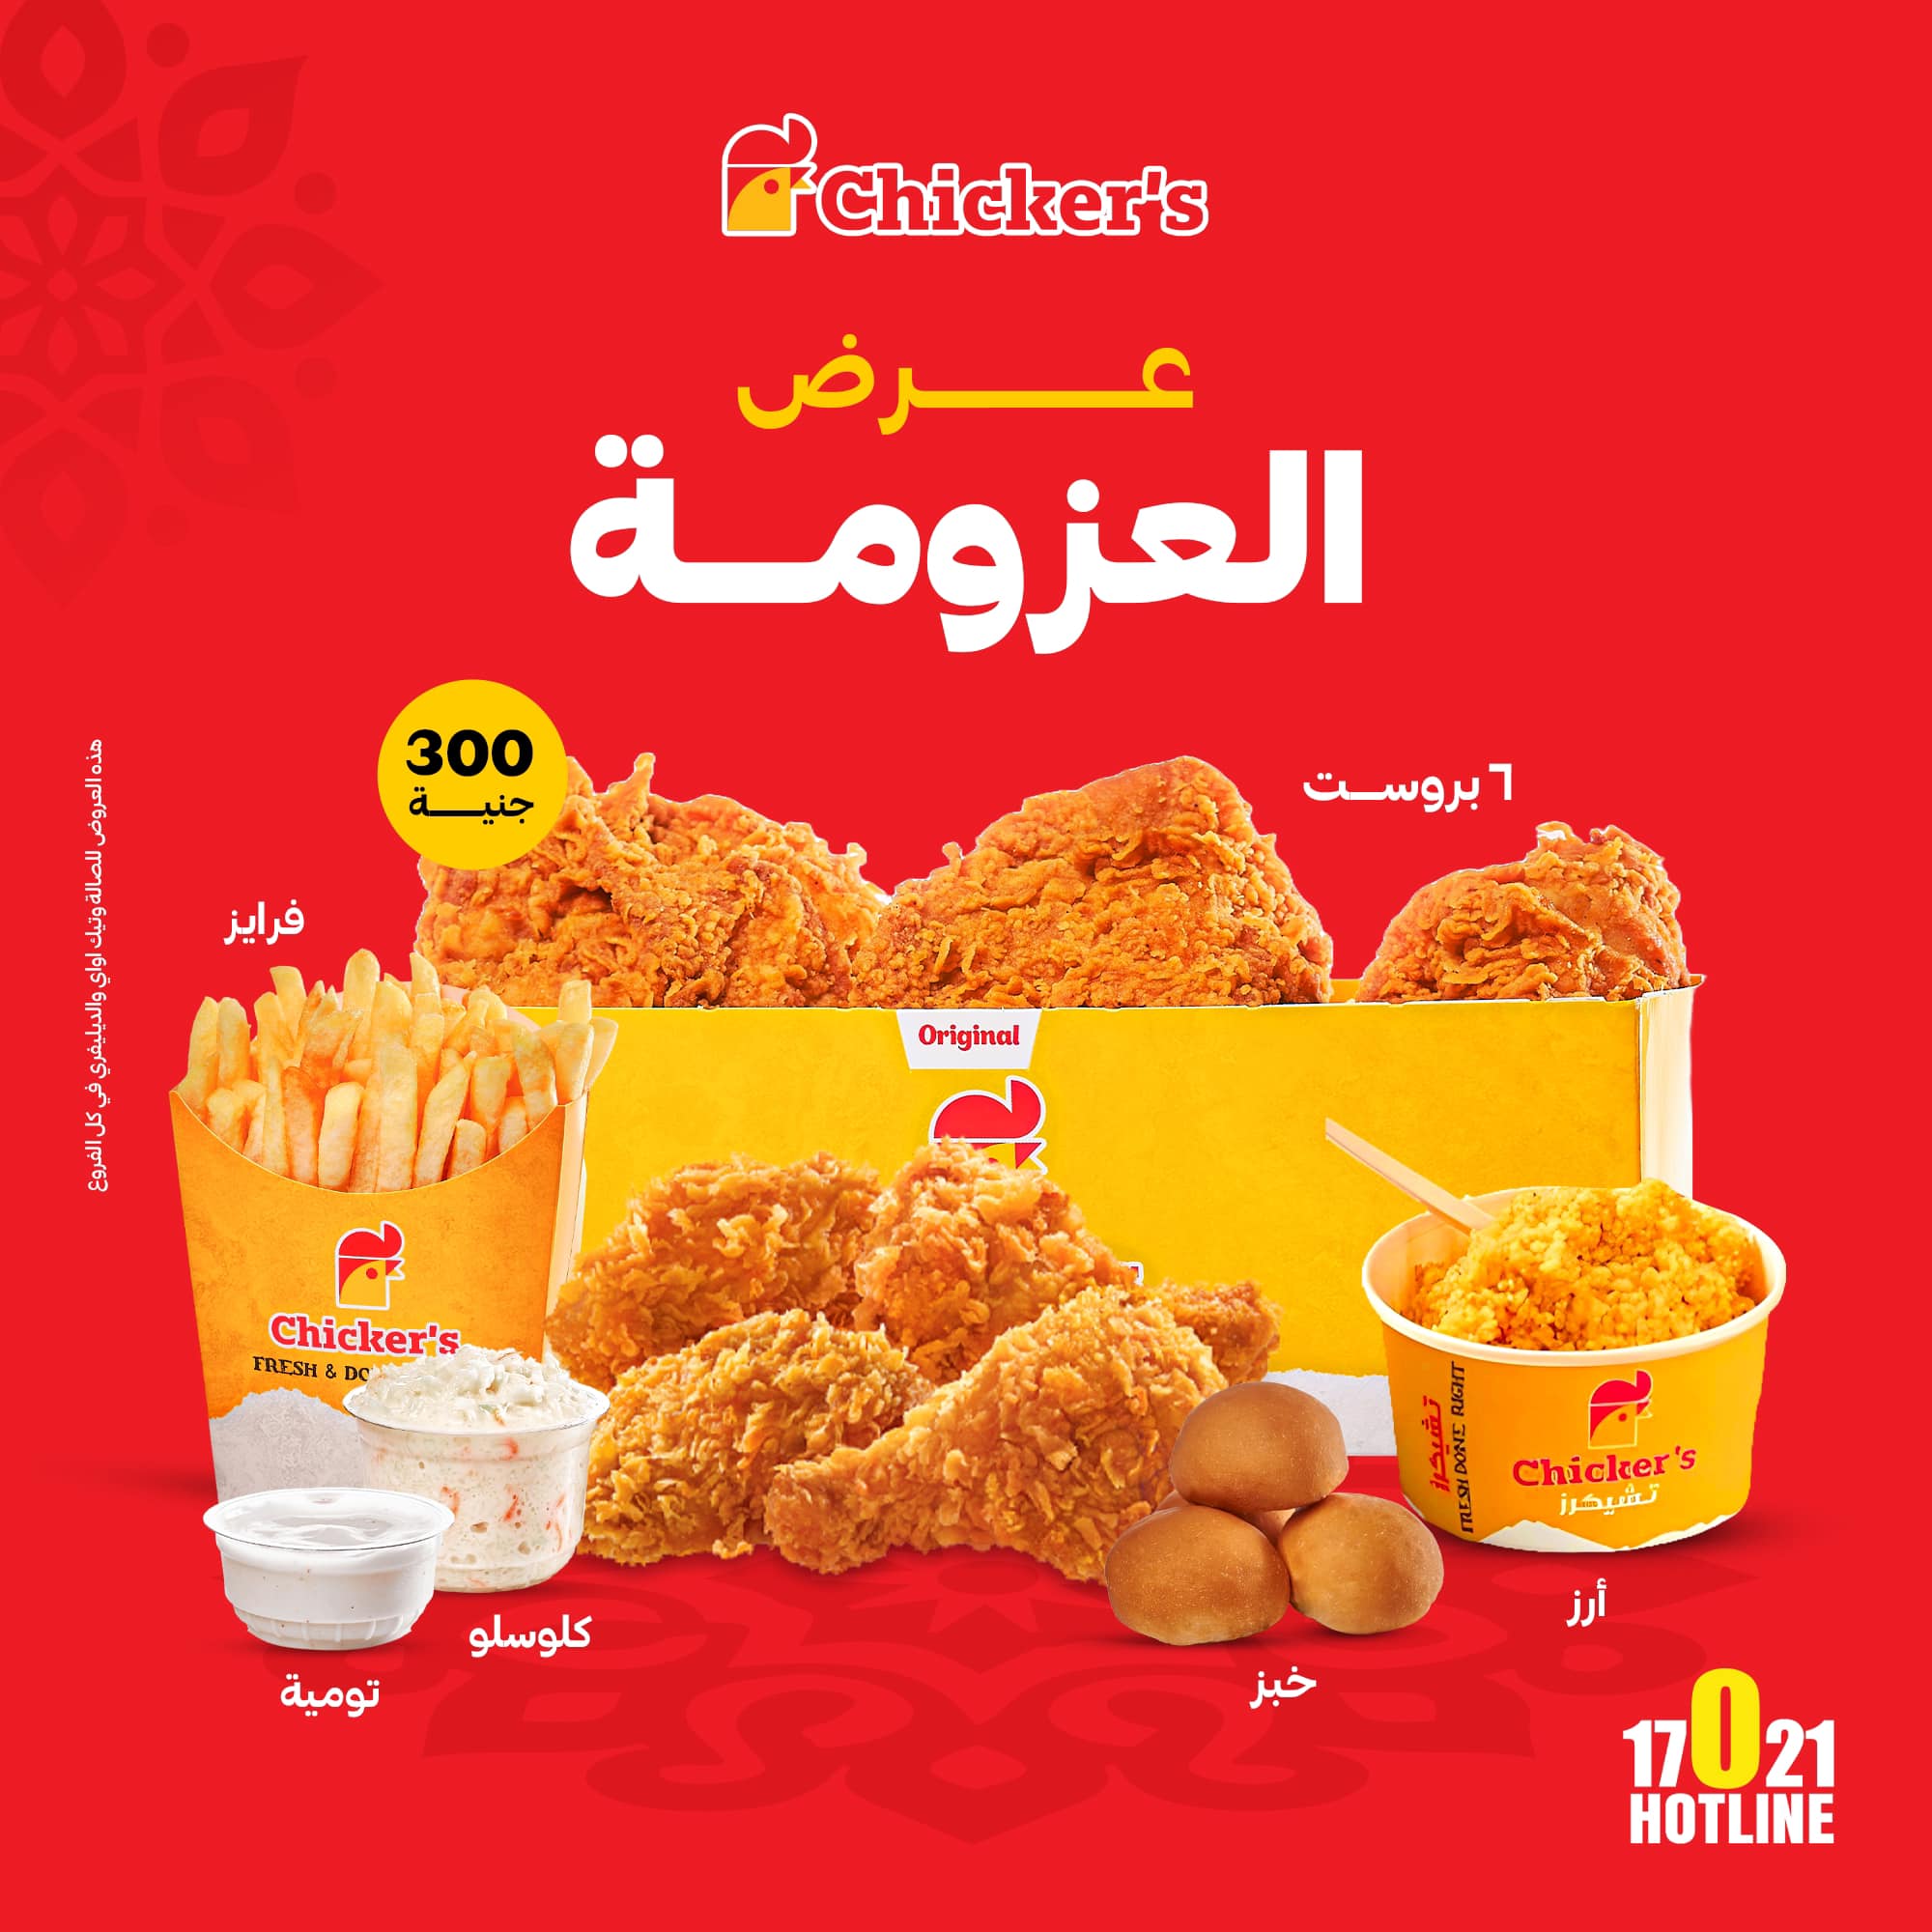 Chicker's
عرض
العزومة
300
جنية
٦ بروست
فرايز
هذه العروض للصالة وتيك اواي والديليفري في كل الفروع
Original
Chicker's
FRESH & DO
تشيكرز
FRESH DONE RIGHT
Chicker's
تشيكرز
أرز
كلوسلو
خبز
تومية
17021
HOTLINE